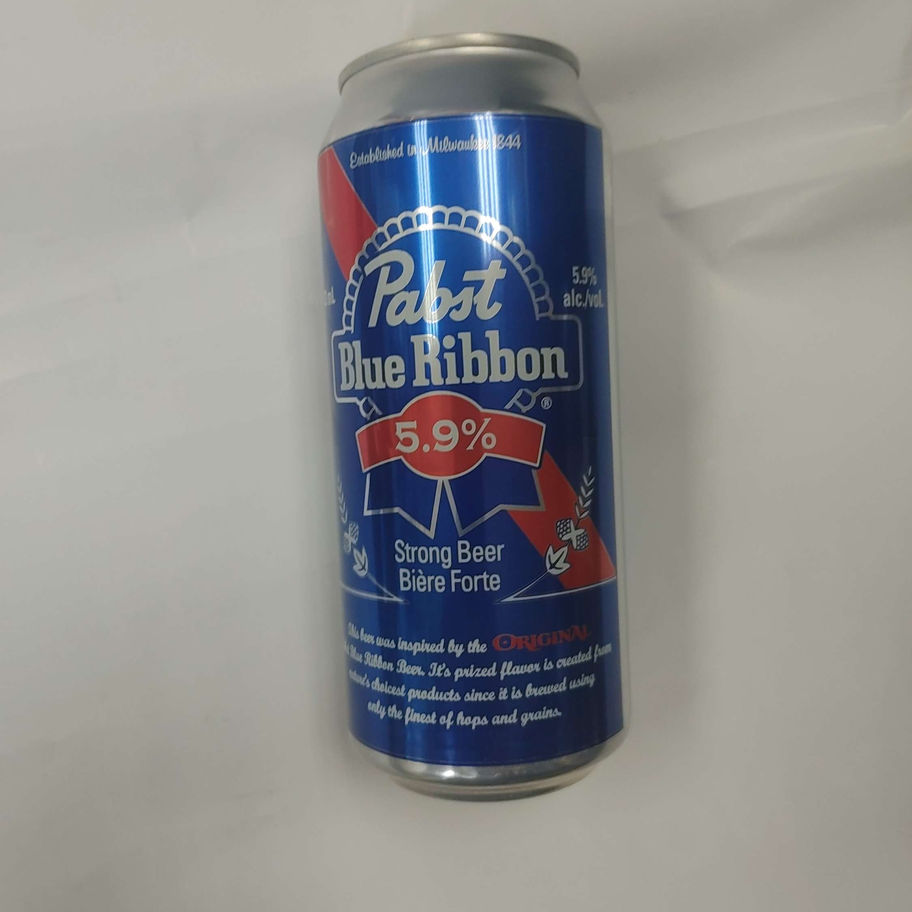 Established in Milwaukee 1844
Pabst
Blue Ribbon
®
5.9%
alc./vol.
5.9%
Strong Beer
Bière Forte
This beer was inspired by the ORIGINAL
Blue Ribbon Beer. It's prized flavor is created from
nature's choicest products since it is brewed using
only the finest of hops and grains.